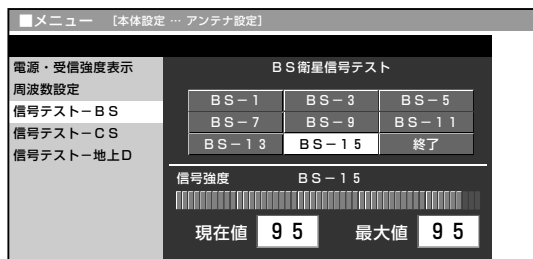 ■メニュー [本体設定 … アンテナ設定]
電源・受信強度表示
周波数設定
信号テスト－ＢＳ
信号テスト－ＣＳ
信号テスト－地上Ｄ
ＢＳ衛星信号テスト
ＢＳ－１ ＢＳ－３ ＢＳ－５
ＢＳ－７ ＢＳ－９ ＢＳ－１１
ＢＳ－１３ ＢＳ－１５ 終了
信号強度 ＢＳ－１５
現在値 ９５ 最大値 ９５